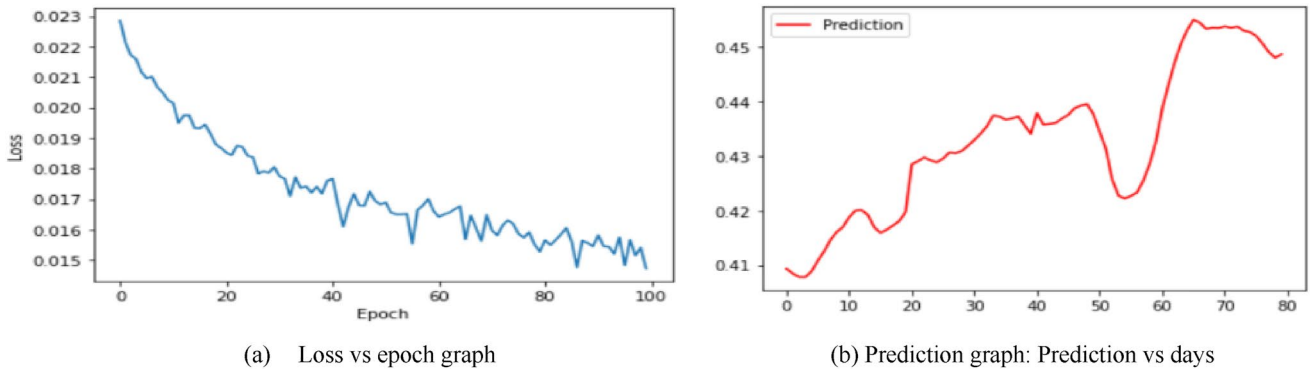 0.023
0.022
0.021
0.020
0.019
0.018
0.017
0.016
0.015
Loss
0 20 40 60 80 100
Epoch
(a) Loss vs epoch graph
Prediction
0.45
0.44
0.43
0.42
0.41
0 10 20 30 40 50 60 70 80
(b) Prediction graph: Prediction vs days